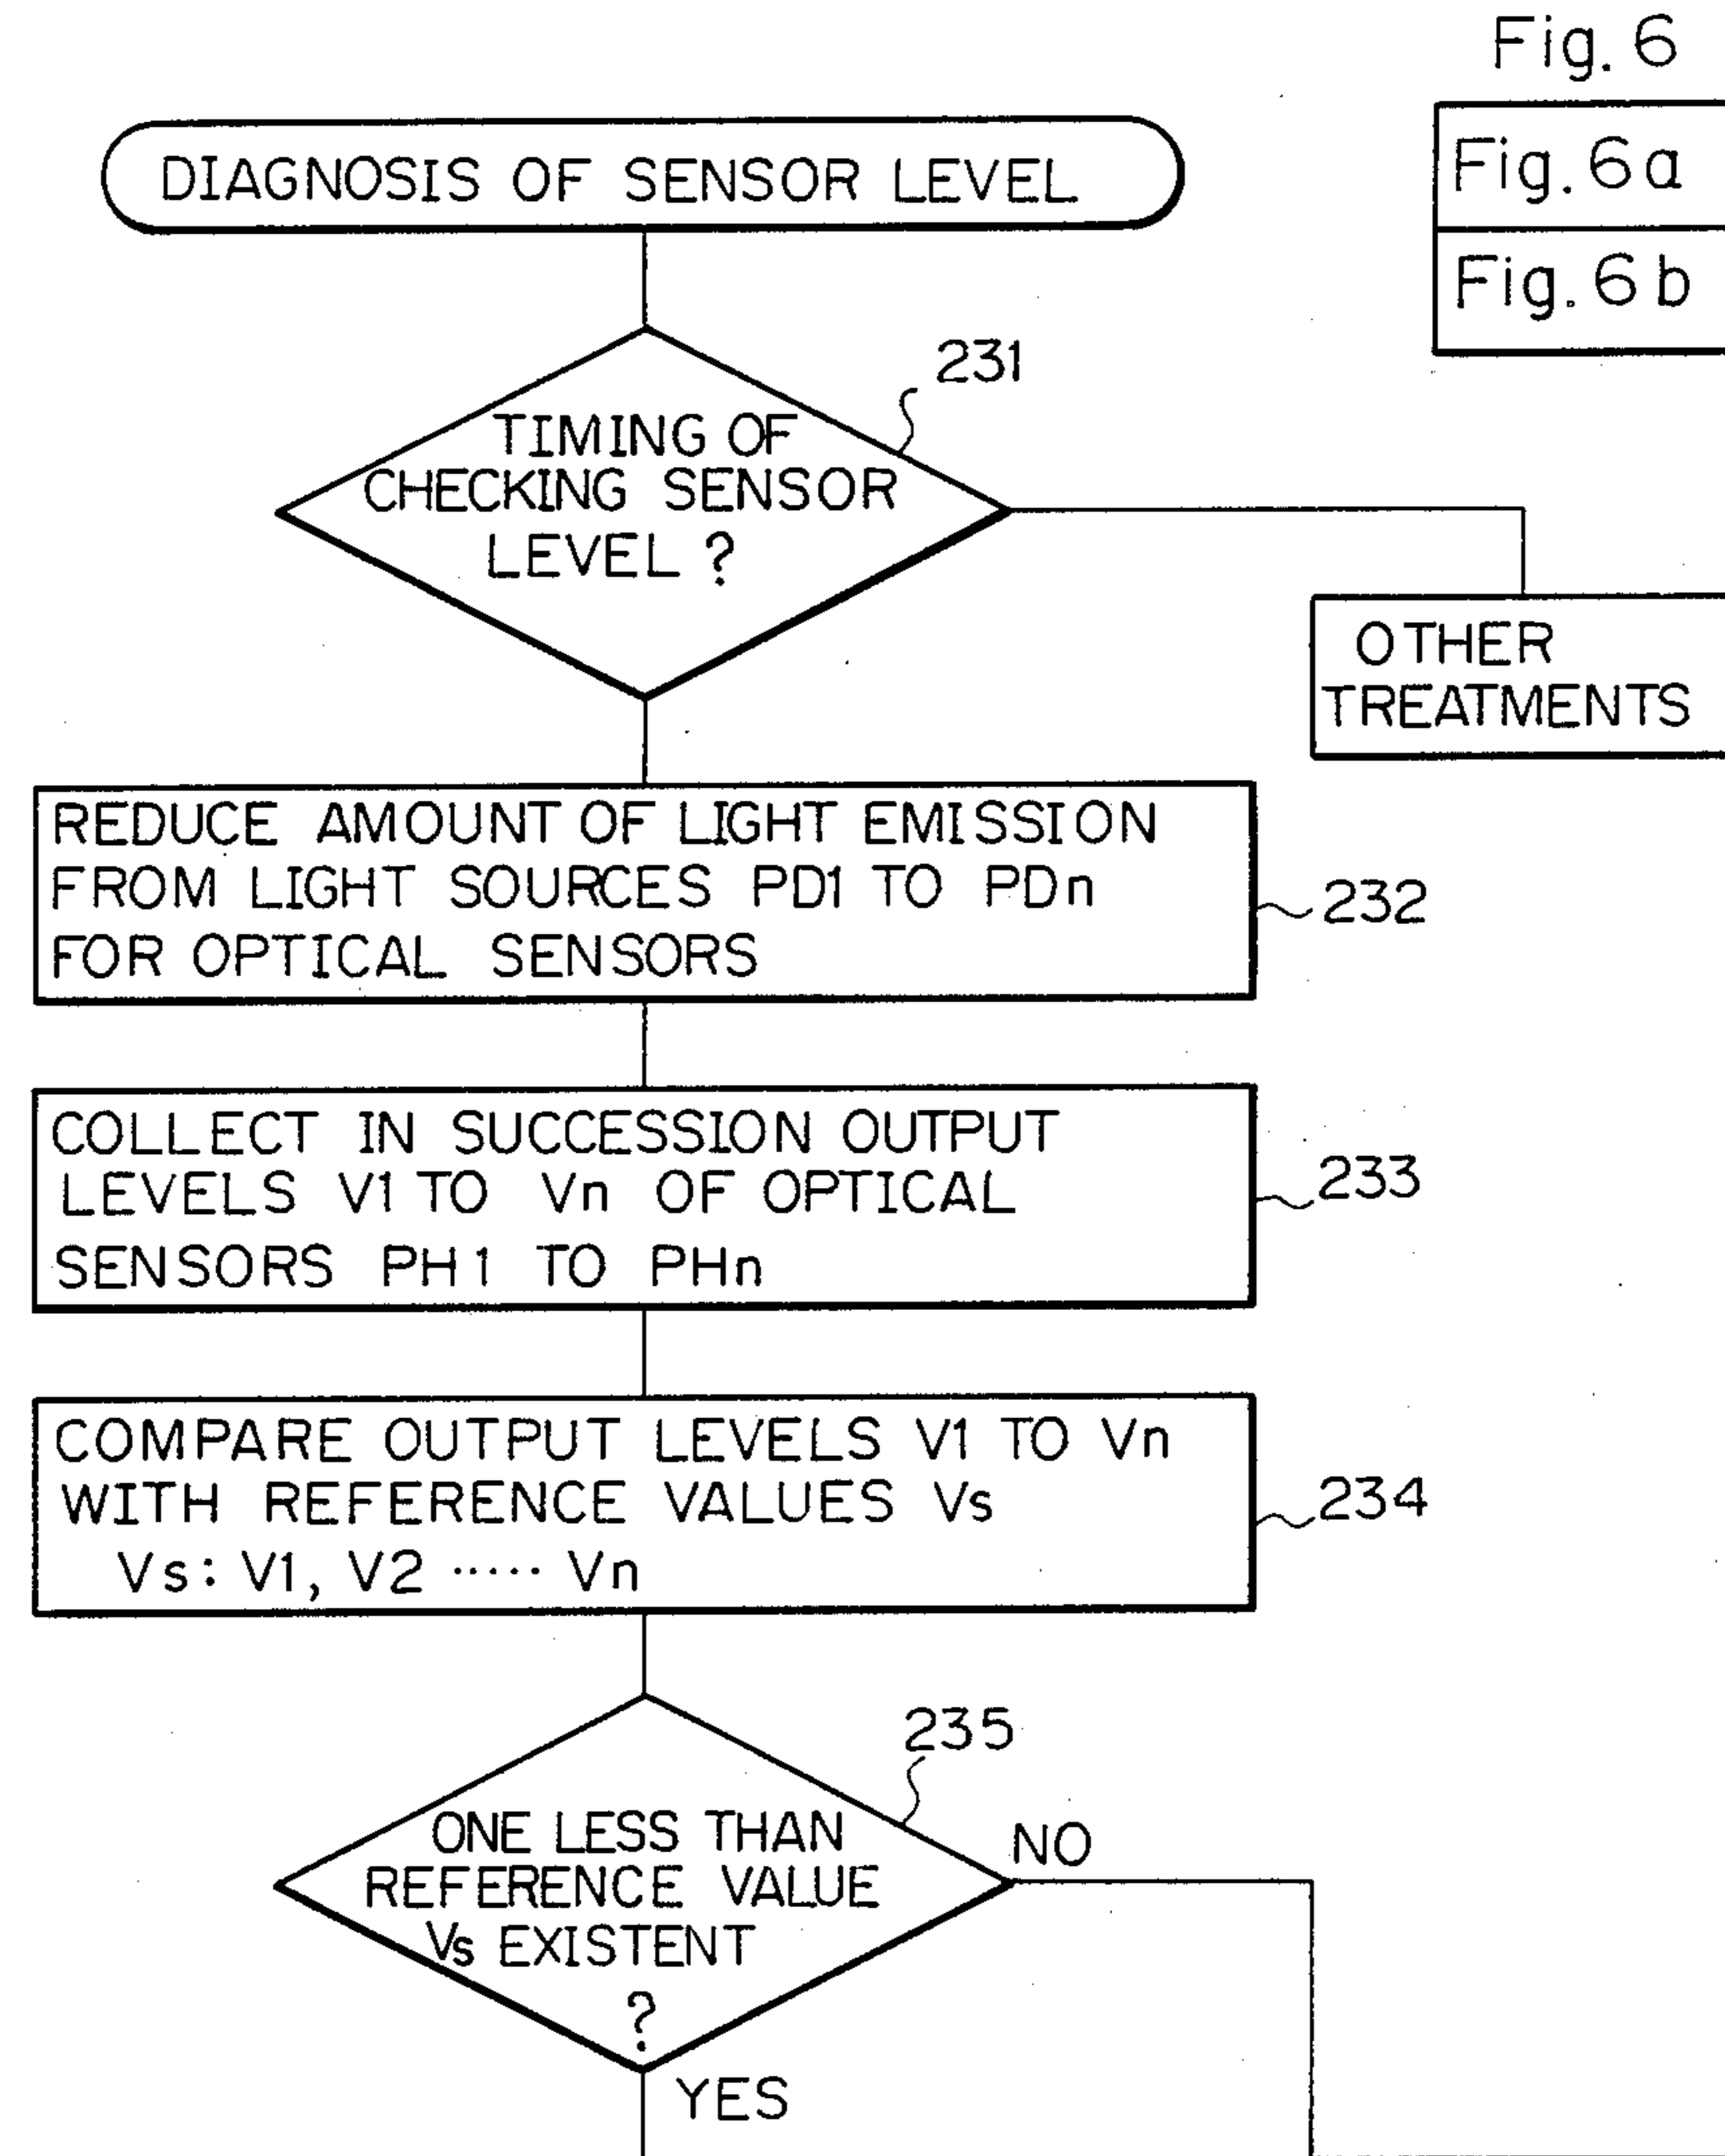 Fig. 6
Fig. 6a
Fig. 6b
DIAGNOSIS OF SENSOR LEVEL
231
TIMING OF
CHECKING SENSOR
LEVEL ?
OTHER
TREATMENTS
REDUCE AMOUNT OF LIGHT EMISSION
FROM LIGHT SOURCES PD1 TO PDn
FOR OPTICAL SENSORS
232
COLLECT IN SUCCESSION OUTPUT
LEVELS V1 TO Vn OF OPTICAL
SENSORS PH1 TO PHn
233
COMPARE OUTPUT LEVELS V1 TO Vn
WITH REFERENCE VALUES Vs
Vs: V1, V2 ····· Vn
234
235
ONE LESS THAN
REFERENCE VALUE
Vs EXISTENT
?
NO
YES